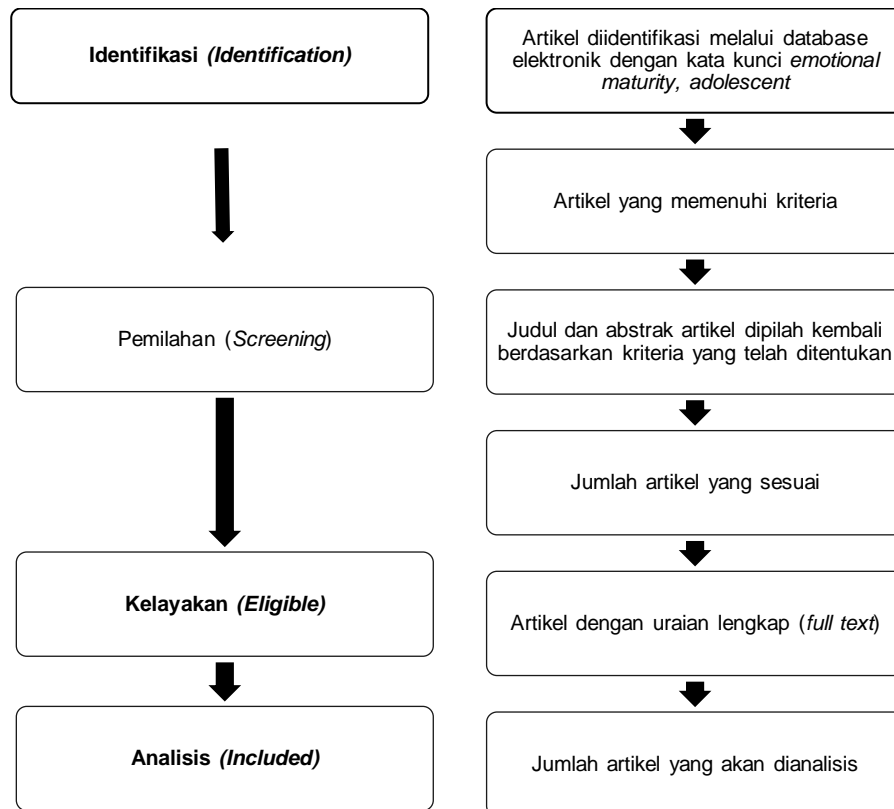 Identifikasi (Identification)
Artikel diidentifikasi melalui database
elektronik dengan kata kunci emotional
maturity, adolescent
Artikel yang memenuhi kriteria
Pemilahan (Screening)
Judul dan abstrak artikel dipilah kembali
berdasarkan kriteria yang telah ditentukan
Jumlah artikel yang sesuai
Kelayakan (Eligible)
Artikel dengan uraian lengkap (full text)
Analisis (Included)
Jumlah artikel yang akan dianalisis